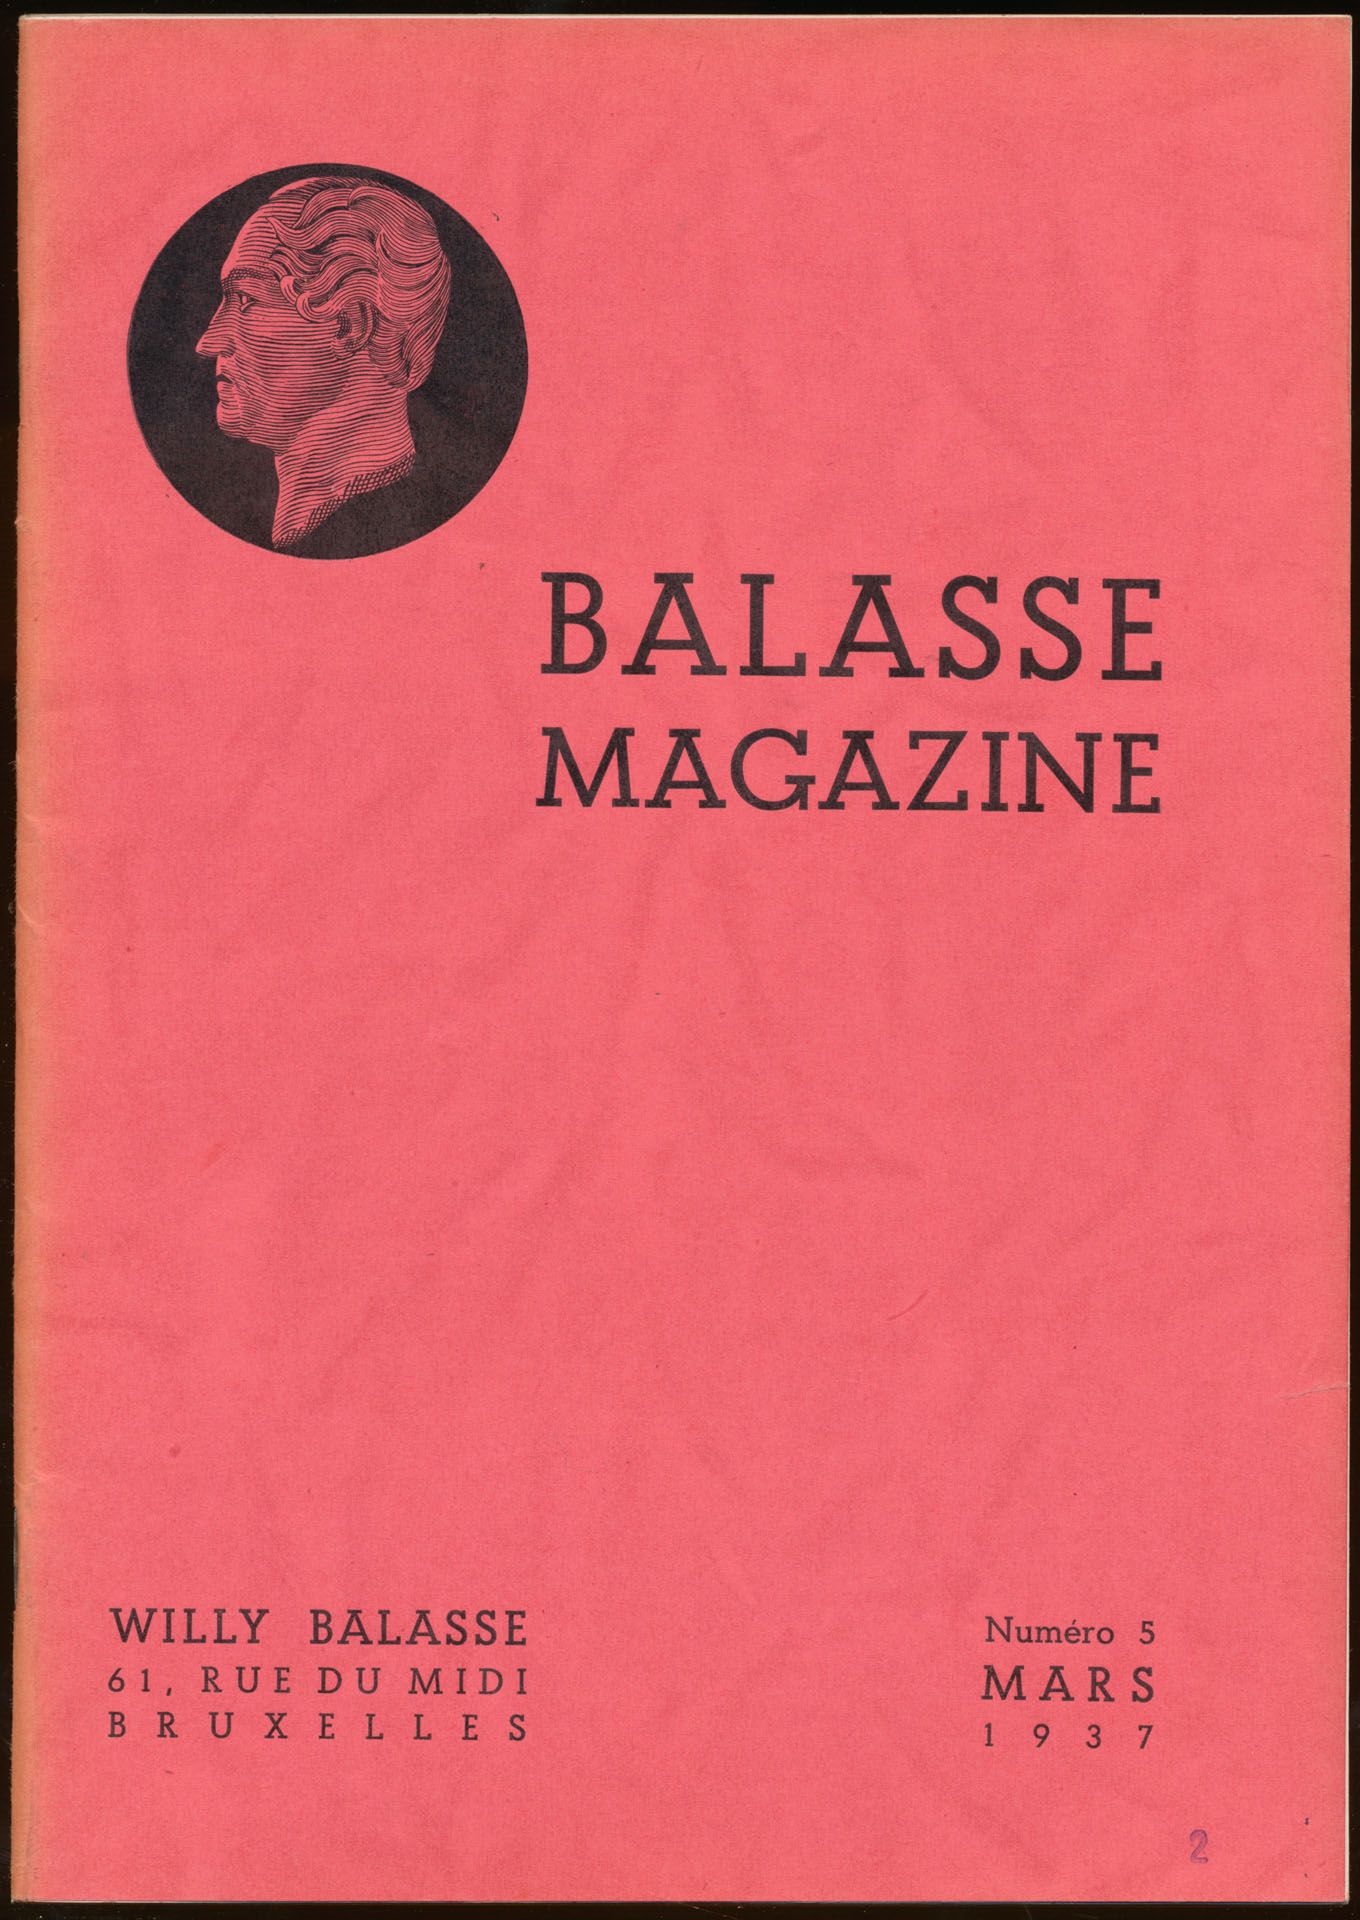 BALASSE
MAGAZINE
WILLY BALASSE
61, RUE DU MIDI
BRUXELLES
Numéro 5
MARS
1937
2